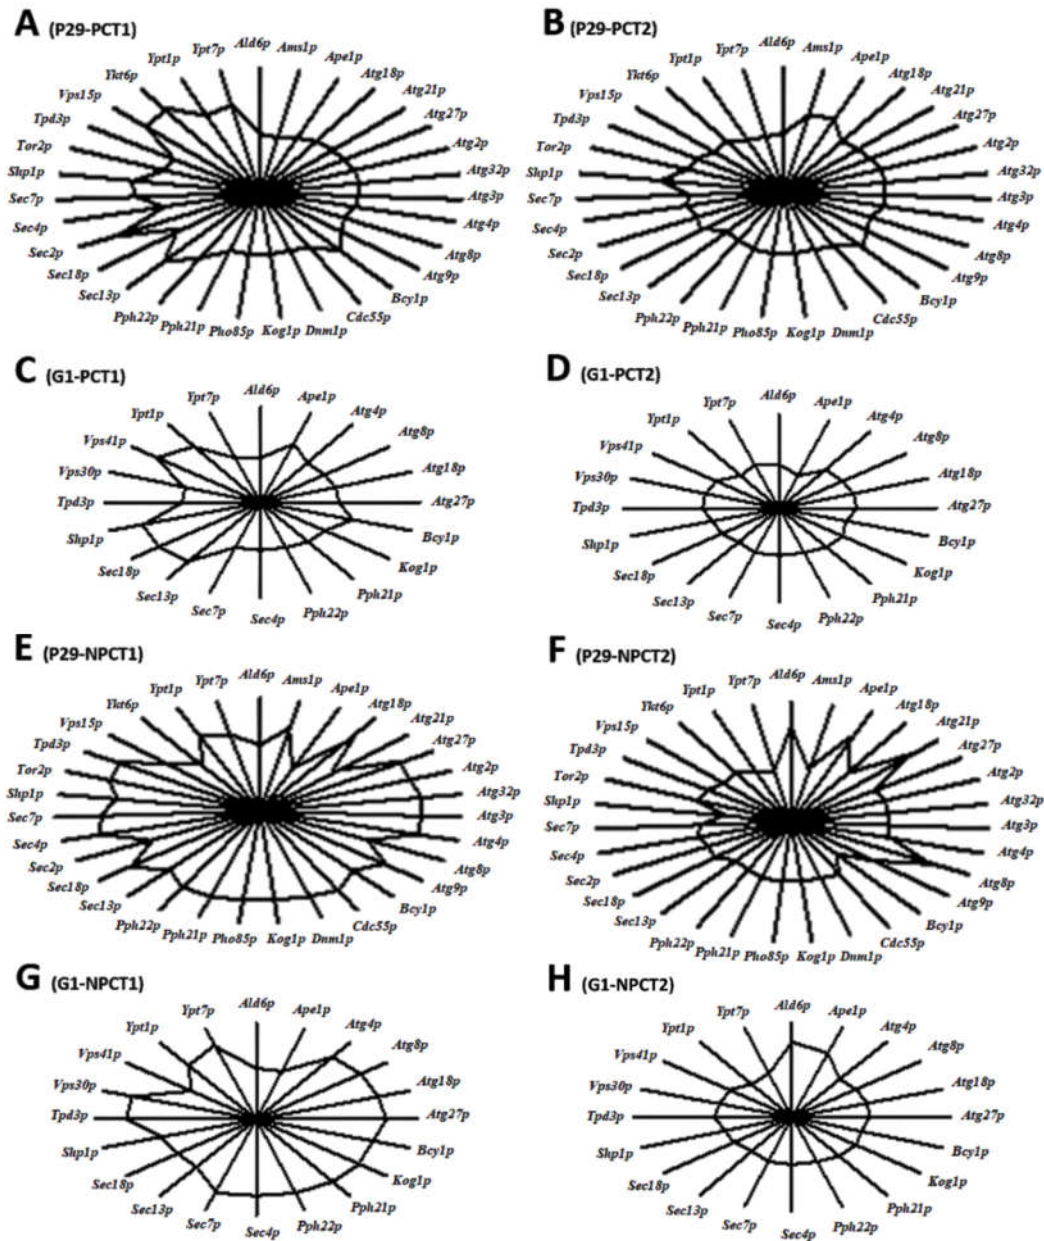 A (P29-PCT1)
Ald6p
Ams1p
Ape1p
Atg18p
Atg21p
Atg27p
Atg2p
Atg32p
Atg3p
Atg4p
Atg8p
Atg9p
Bcy1p
Cdc55p
Dnm1p
Kog1p
Pho85p
Pph21p
Pph22p
Sec13p
Sec18p
Sec2p
Sec4p
Sec7p
Shp1p
Tor2p
Tpd3p
Vps15p
Ykt6p
Ypt1p
Ypt7p
B (P29-PCT2)
Ald6p
Ams1p
Ape1p
Atg18p
Atg21p
Atg27p
Atg2p
Atg32p
Atg3p
Atg4p
Atg8p
Atg9p
Bcy1p
Cdc55p
Dnm1p
Kog1p
Pho85p
Pph21p
Pph22p
Sec13p
Sec18p
Sec2p
Sec4p
Sec7p
Shp1p
Tor2p
Tpd3p
Vps15p
Ykt6p
Ypt1p
Ypt7p
C (G1-PCT1)
Ald6p
Ape1p
Atg4p
Atg8p
Atg18p
Atg27p
Bcy1p
Kog1p
Pph21p
Pph22p
Sec4p
Sec7p
Sec13p
Sec18p
Shp1p
Tpd3p
Vps30p
Vps41p
Ypt1p
Ypt7p
D (G1-PCT2)
Ald6p
Ape1p
Atg4p
Atg8p
Atg18p
Atg27p
Bcy1p
Kog1p
Pph21p
Pph22p
Sec4p
Sec7p
Sec13p
Sec18p
Shp1p
Tpd3p
Vps30p
Vps41p
Ypt1p
Ypt7p
E (P29-NPCT1)
Ald6p
Ams1p
Ape1p
Atg18p
Atg21p
Atg27p
Atg2p
Atg32p
Atg3p
Atg4p
Atg8p
Atg9p
Bcy1p
Cdc55p
Dnm1p
Kog1p
Pho85p
Pph21p
Pph22p
Sec13p
Sec18p
Sec2p
Sec4p
Sec7p
Shp1p
Tor2p
Tpd3p
Vps15p
Ykt6p
Ypt1p
Ypt7p
F (P29-NPCT2)
Ald6p
Ams1p
Ape1p
Atg18p
Atg21p
Atg27p
Atg2p
Atg32p
Atg3p
Atg4p
Atg8p
Atg9p
Bcy1p
Cdc55p
Dnm1p
Kog1p
Pho85p
Pph21p
Pph22p
Sec13p
Sec18p
Sec2p
Sec4p
Sec7p
Shp1p
Tor2p
Tpd3p
Vps15p
Ykt6p
Ypt1p
Ypt7p
G (G1-NPCT1)
Ald6p
Ape1p
Atg4p
Atg8p
Atg18p
Atg27p
Bcy1p
Kog1p
Pph21p
Pph22p
Sec4p
Sec7p
Sec13p
Sec18p
Shp1p
Tpd3p
Vps30p
Vps41p
Ypt1p
Ypt7p
H (G1-NPCT2)
Ald6p
Ape1p
Atg4p
Atg8p
Atg18p
Atg27p
Bcy1p
Kog1p
Pph21p
Pph22p
Sec4p
Sec7p
Sec13p
Sec18p
Shp1p
Tpd3p
Vps30p
Vps41p
Ypt1p
Ypt7p